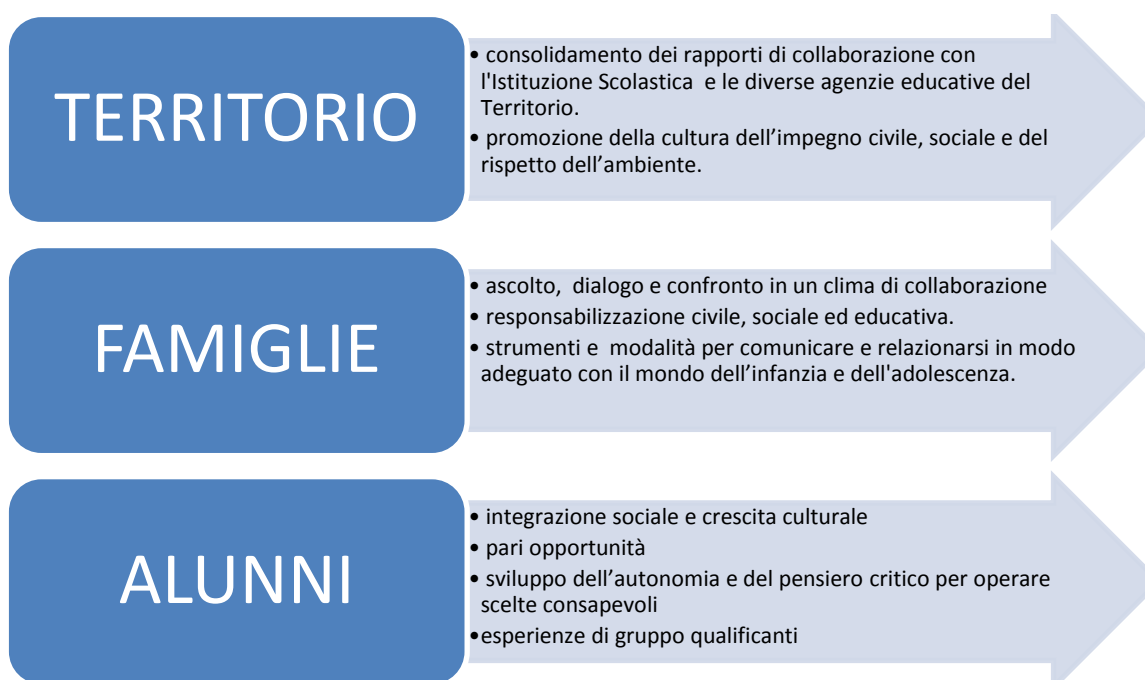 TERRITORIO
• consolidamento dei rapporti di collaborazione con
l'Istituzione Scolastica e le diverse agenzie educative del
Territorio.
• promozione della cultura dell’impegno civile, sociale e del
rispetto dell’ambiente.
FAMIGLIE
• ascolto, dialogo e confronto in un clima di collaborazione
• responsabilizzazione civile, sociale ed educativa.
• strumenti e modalità per comunicare e relazionarsi in modo
adeguato con il mondo dell’infanzia e dell'adolescenza.
ALUNNI
• integrazione sociale e crescita culturale
• pari opportunità
• sviluppo dell’autonomia e del pensiero critico per operare
scelte consapevoli
•esperienze di gruppo qualificanti